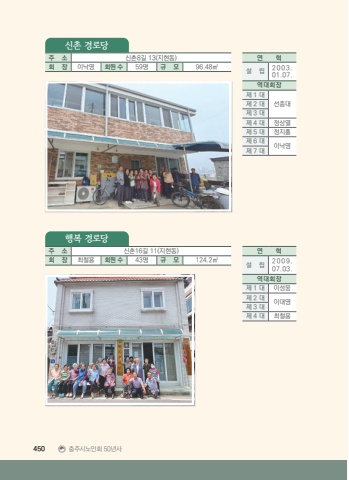 신촌 경로당
주 소 신촌8길 13(지현동)
회 장 이낙영 회원수 59명 규 모 96.48㎡
연 혁
설 립 2003. 01.07.
역대회장
제 1 대
제 2 대 선종대
제 3 대
제 4 대 정상열
제 5 대 정지흠
제 6 대 이낙영
제 7 대
행복 경로당
주 소 신촌16길 11(지현동)
회 장 최월용 회원수 43명 규 모 124.2㎡
연 혁
설 립 2009. 07.03.
역대회장
제 1 대 이성운
제 2 대 이대영
제 3 대
제 4 대 최월용
450 충주시노인회 50년사